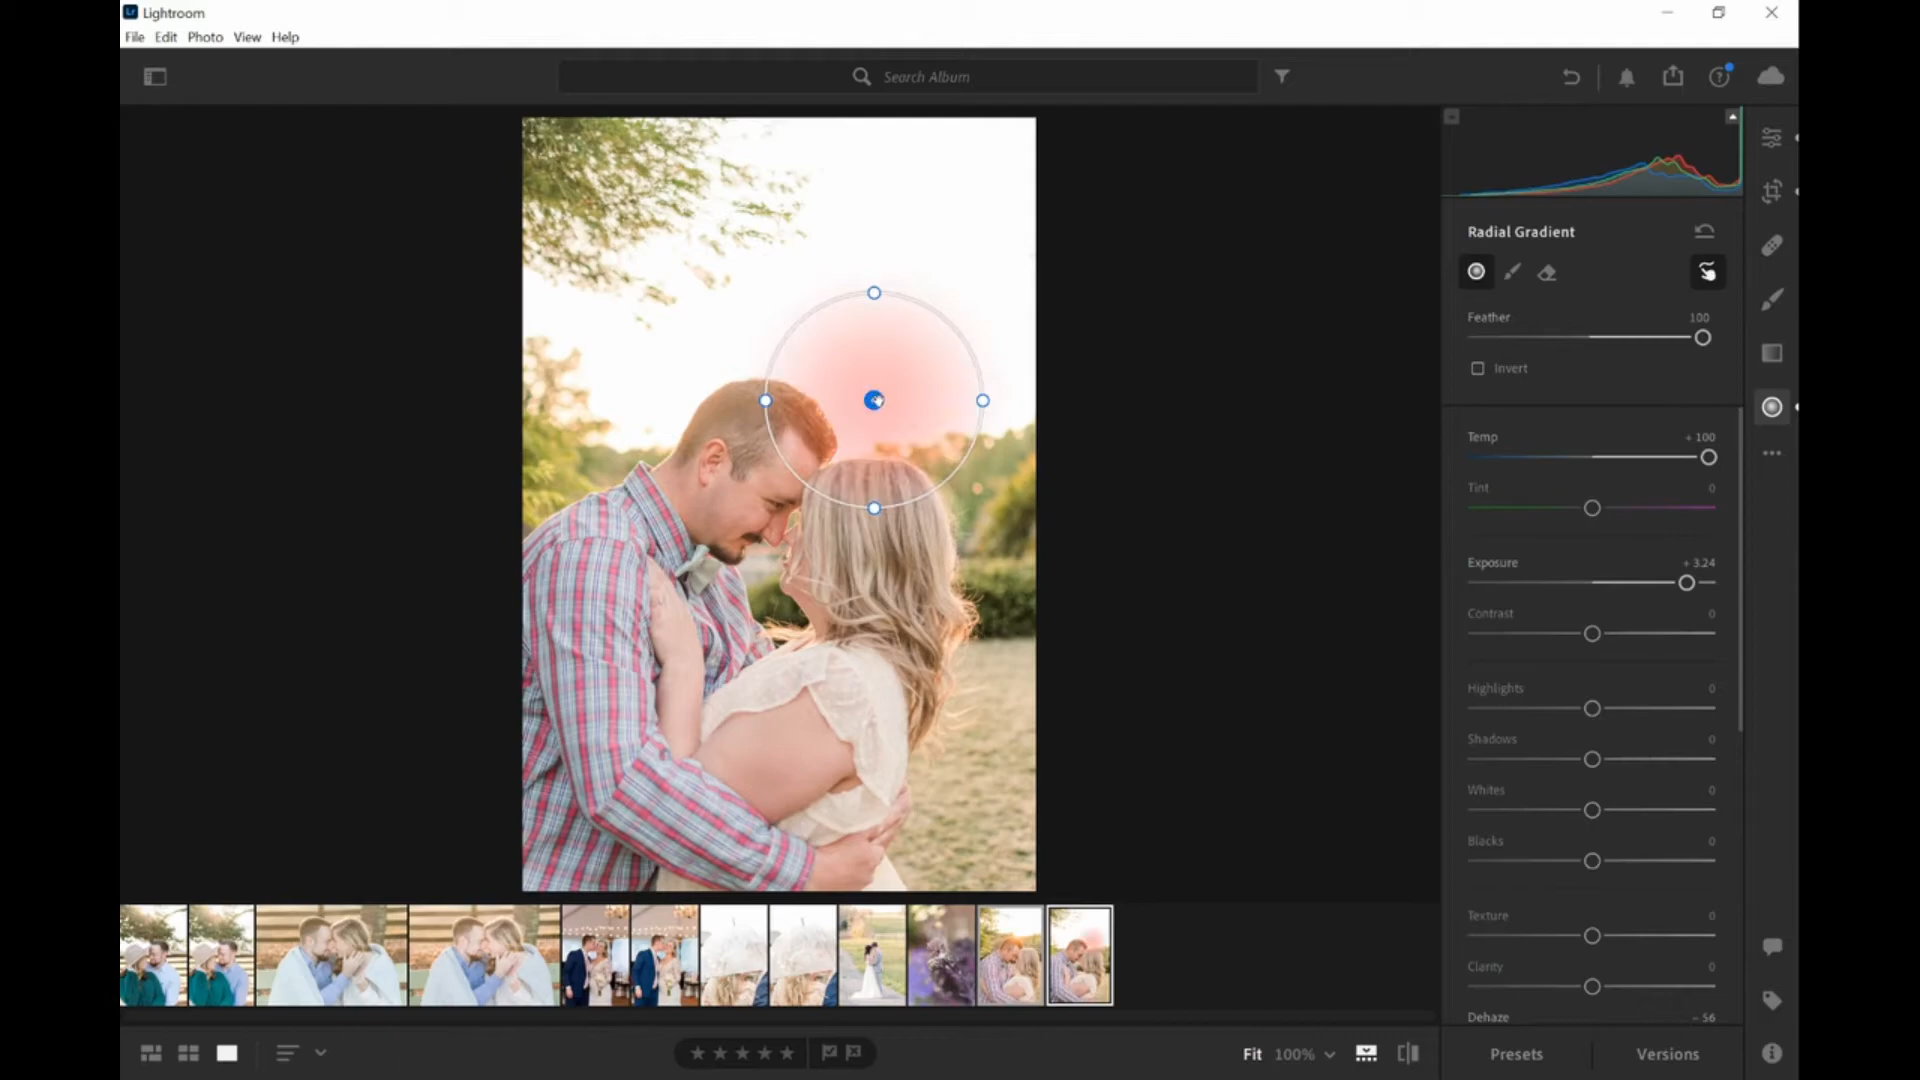 Lr Lightroom
File Edit Photo View Help
Search Album
Radial Gradient
Feather 100
Invert
Temp + 100
Tint 0
Exposure + 3.24
Contrast 0
Highlights 0
Shadows 0
Whites 0
Blacks 0
Texture 0
Clarity 0
Dehaze - 56
Fit 100% Presets Versions